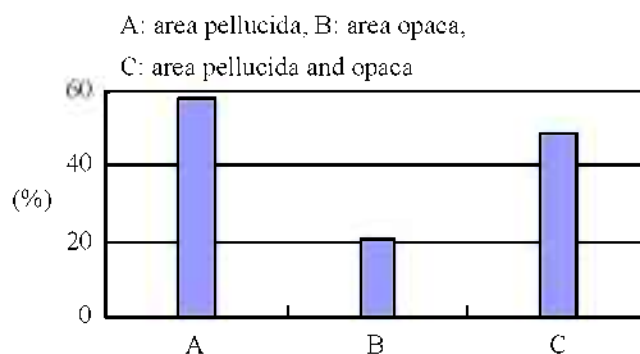 A: area pellucida, B: area opaca,
C: area pellucida and opaca
60
40
(%)
20
0
A B C